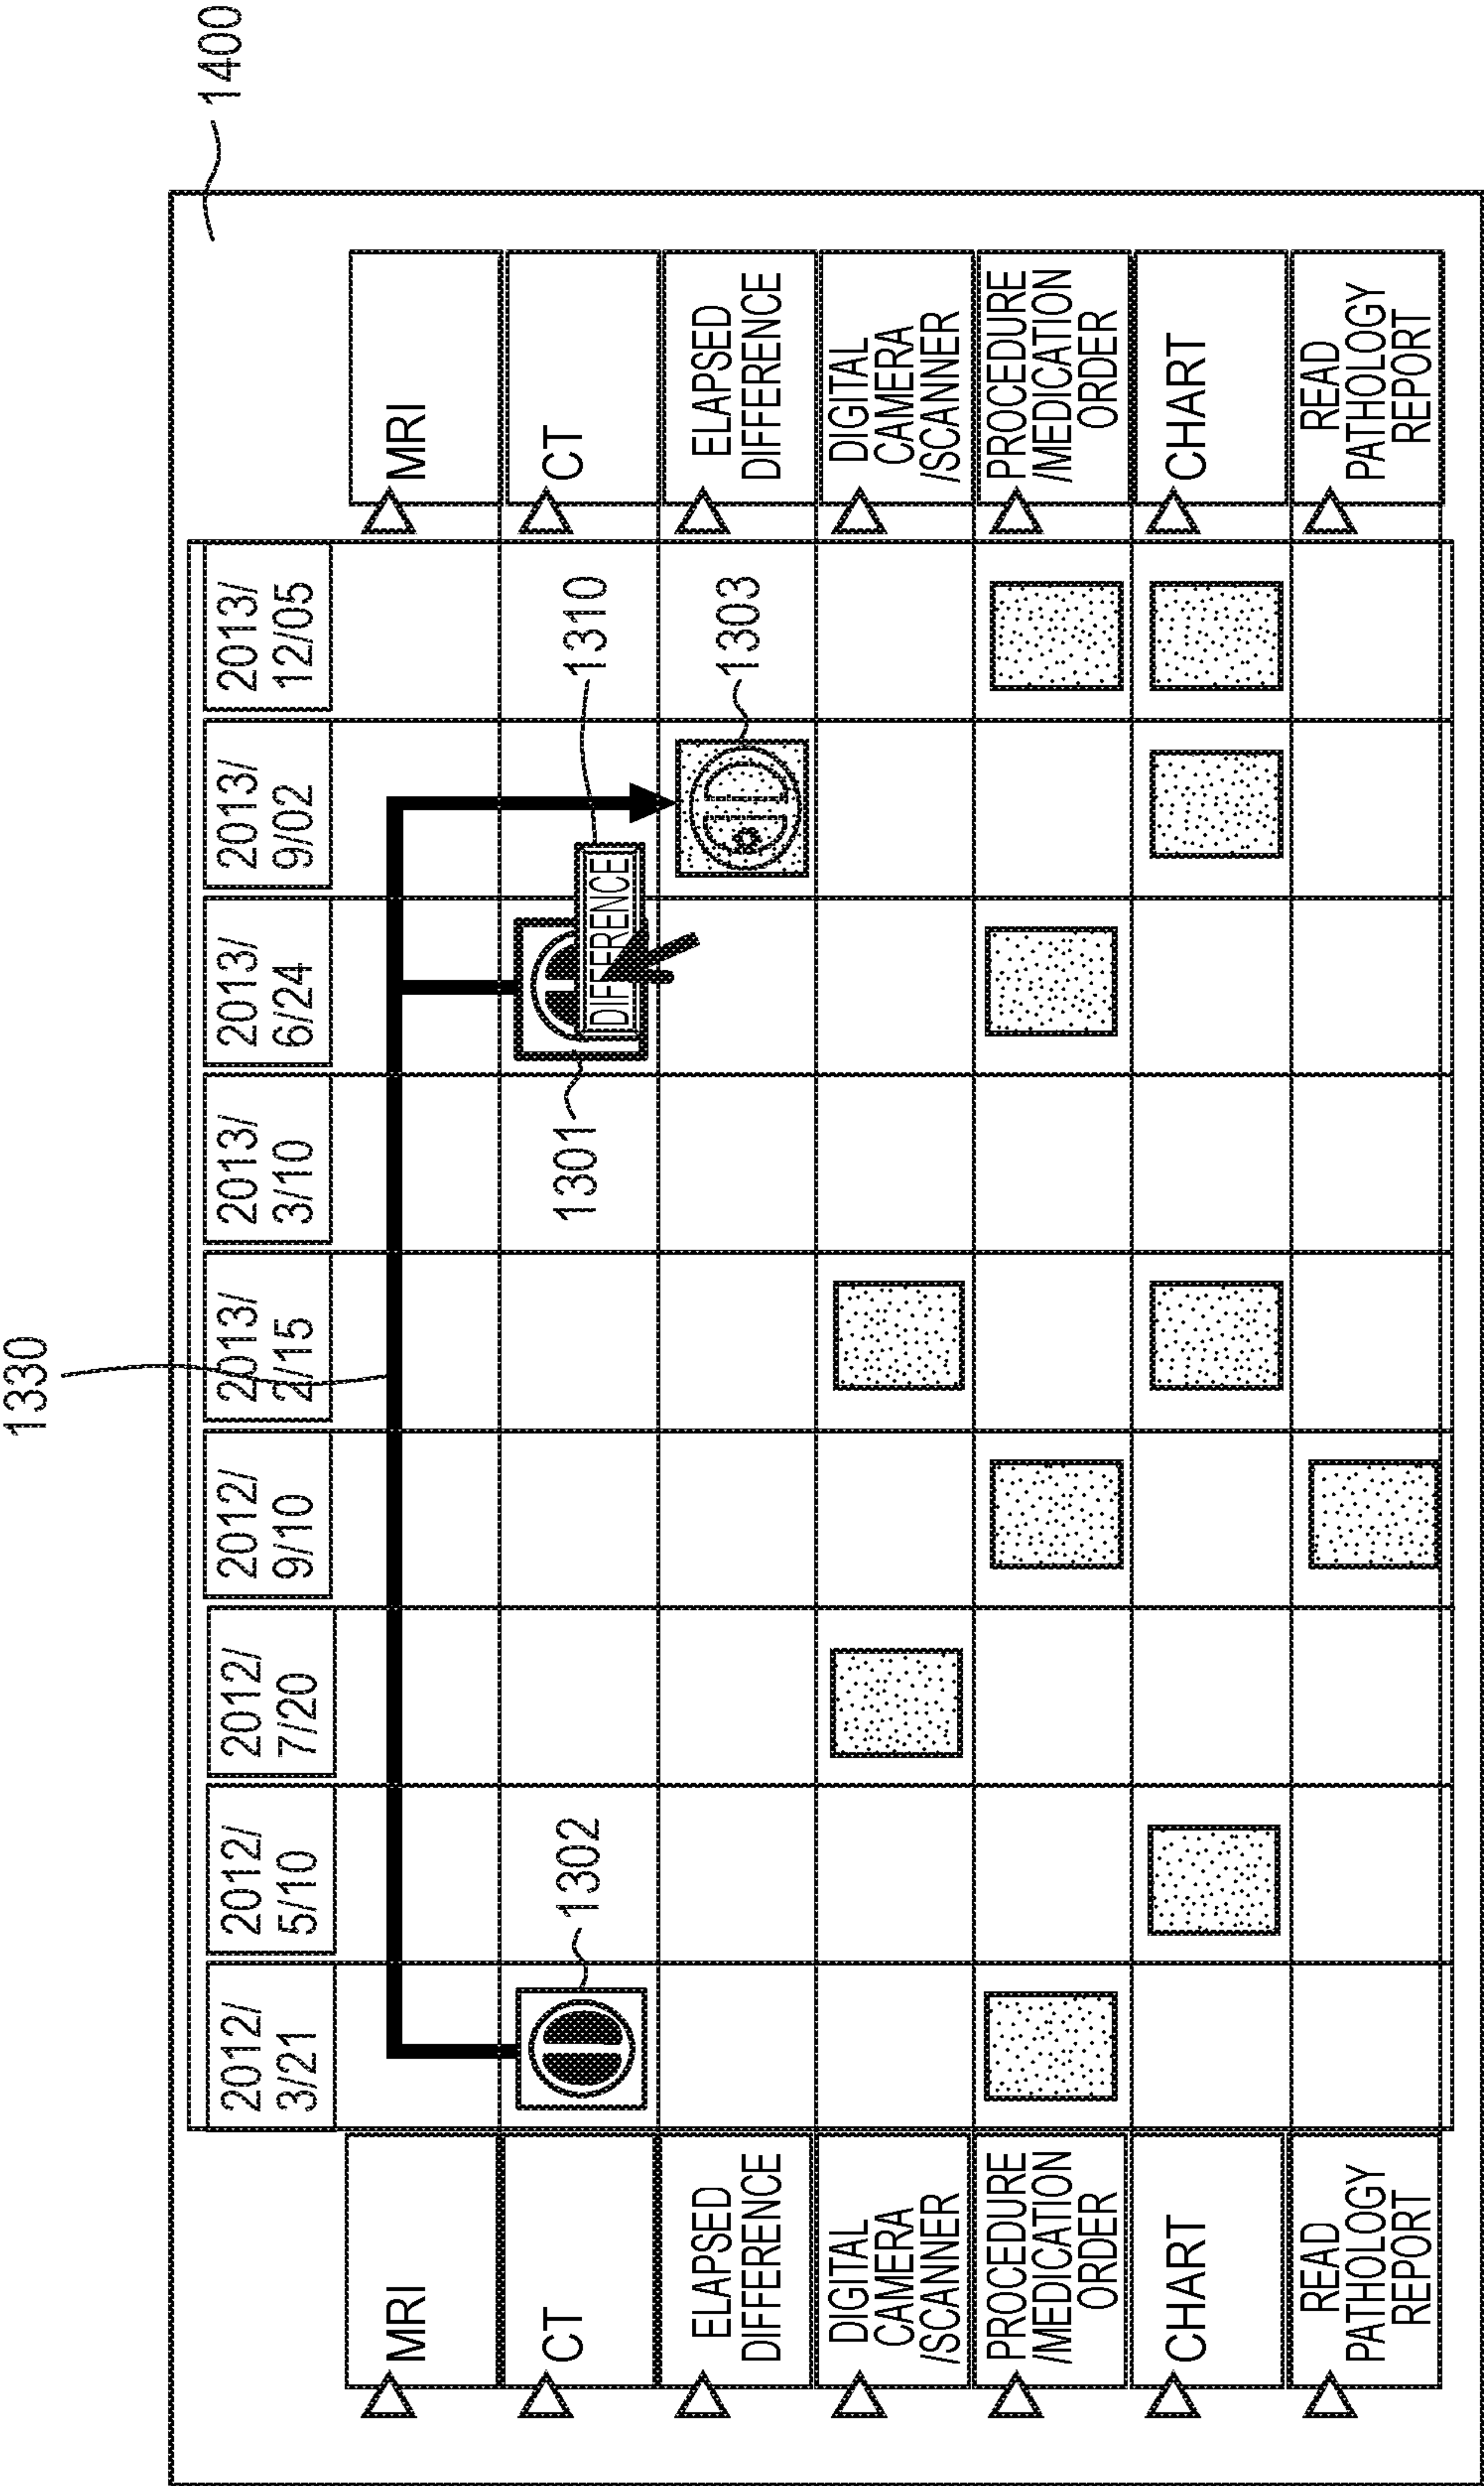 1400
1330
2012/
3/21
2012/
5/10
2012/
7/20
2012/
9/10
2013/
2/15
2013/
3/10
2013/
6/24
2013/
9/02
2013/
12/05
MRI
MRI
CT
1302
1301
DIFFERENCE
1310
CT
ELAPSED
DIFFERENCE
1303
ELAPSED
DIFFERENCE
DIGITAL
CAMERA
/SCANNER
DIGITAL
CAMERA
/SCANNER
PROCEDURE
/MEDICATION
ORDER
PROCEDURE
/MEDICATION
ORDER
CHART
CHART
READ
PATHOLOGY
REPORT
READ
PATHOLOGY
REPORT